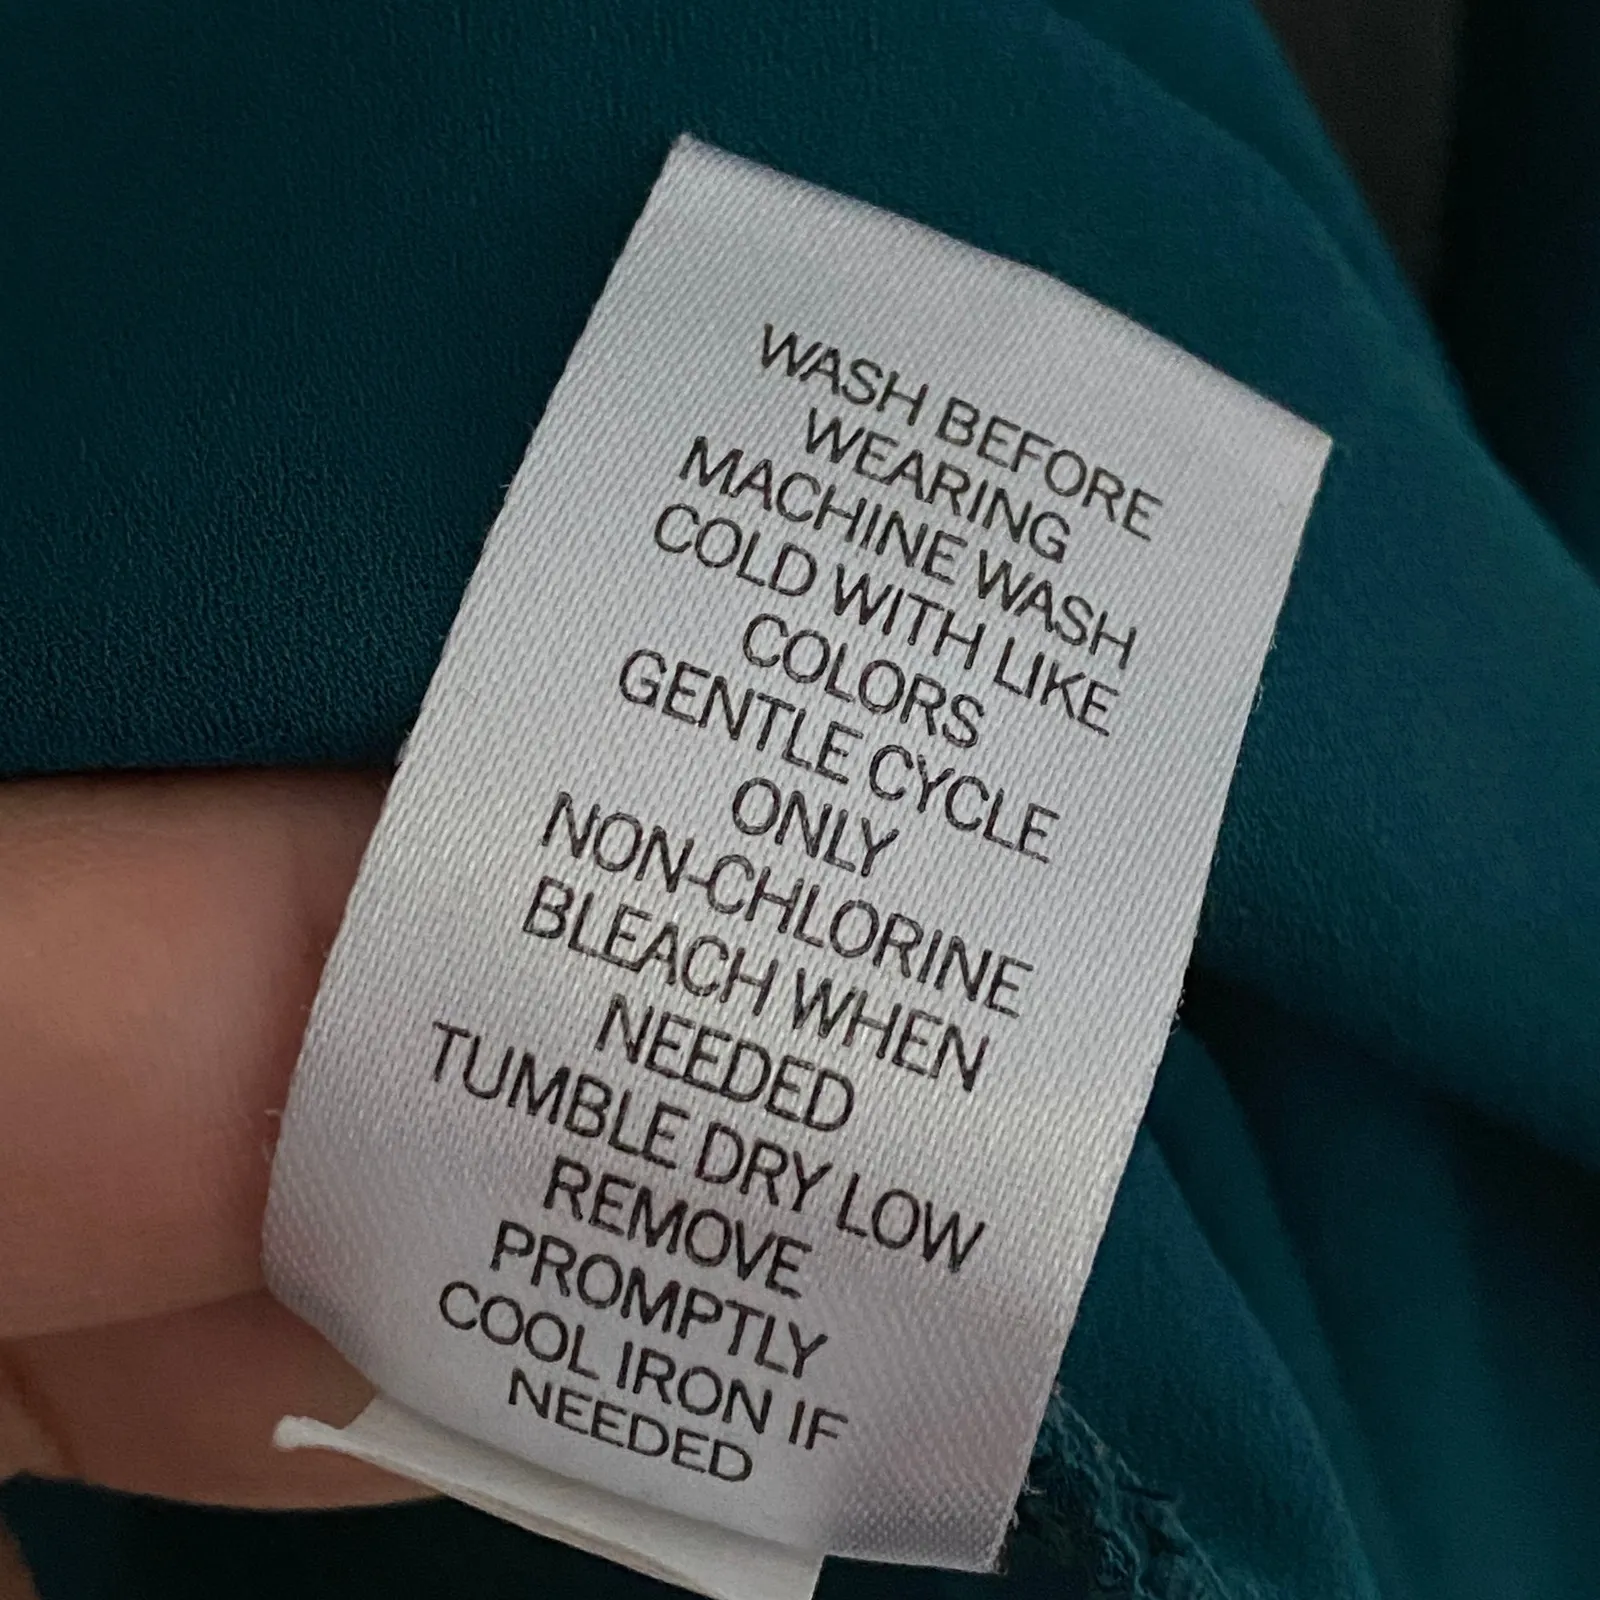 WASH BEFORE
WEARING
MACHINE WASH
COLD WITH LIKE
COLORS
GENTLE CYCLE
ONLY
NON-CHLORINE
BLEACH WHEN
NEEDED
TUMBLE DRY LOW
REMOVE
PROMPTLY
COOL IRON IF
NEEDED